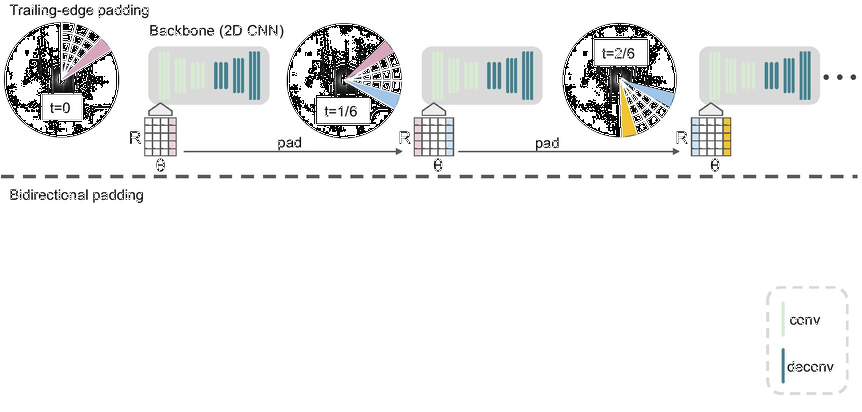 Trailing-edge padding
Backbone (2D CNN)
t=0
t=1/6
t=2/6
R
θ
pad
R
θ
pad
R
θ
Bidirectional padding
conv
deconv